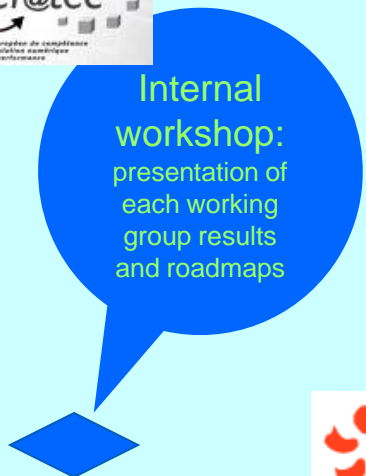 Internal
workshop:
presentation of
each working
group results
and roadmaps